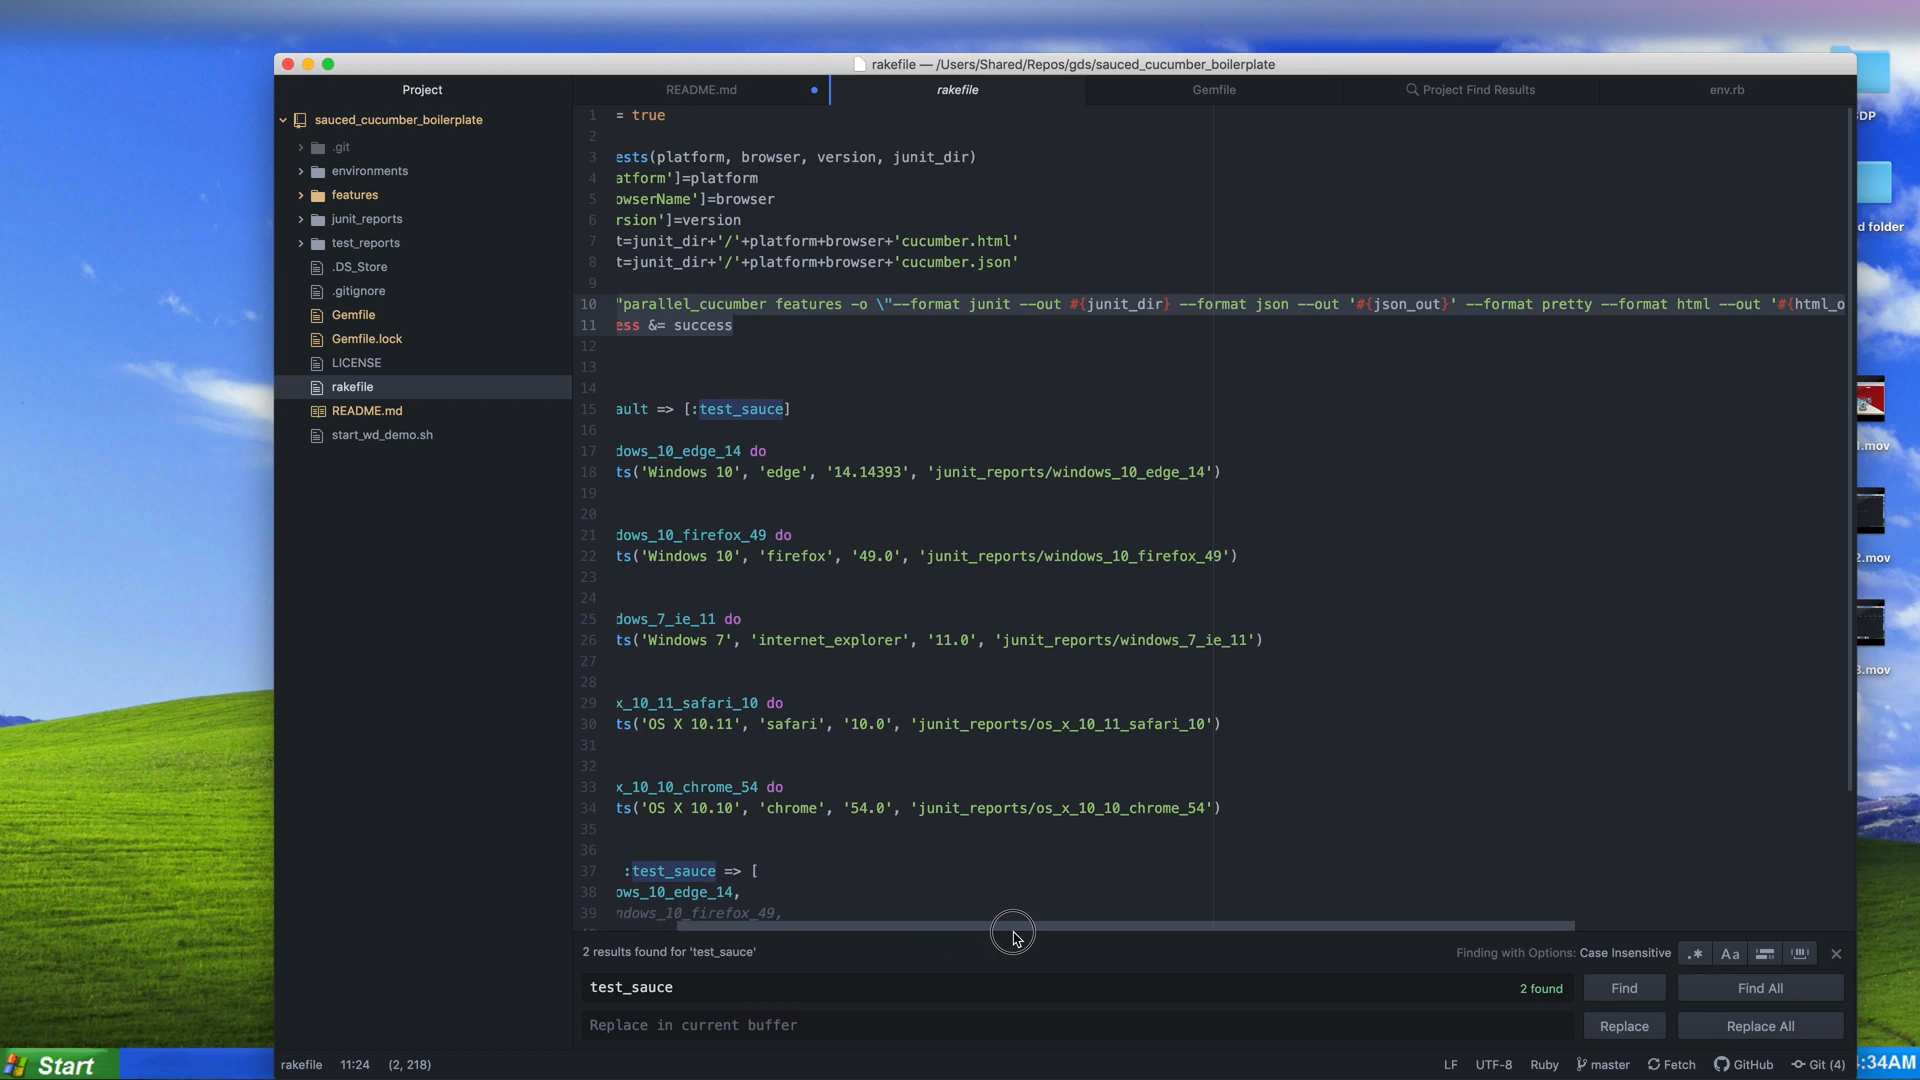 rakefile — /Users/Shared/Repos/gds/sauced_cucumber_boilerplate
Project
README.md
rakefile
Gemfile
Project Find Results
env.rb
sauced_cucumber_boilerplate
.git
environments
features
junit_reports
test_reports
.DS_Store
.gitignore
Gemfile
Gemfile.lock
LICENSE
rakefile
README.md
start_wd_demo.sh
1 = true
2
3 ests(platform, browser, version, junit_dir)
4 atform']=platform
5 owserName']=browser
6 rsion']=version
7 t=junit_dir+'/'+platform+browser+'cucumber.html'
8 t=junit_dir+'/'+platform+browser+'cucumber.json'
9
10 "parallel_cucumber features -o \"--format junit --out #{junit_dir} --format json --out '#{json_out}' --format pretty --format html --out '#{html_o
11 ess &= success
12
13
14
15 ault => [:test_sauce]
16
17 dows_10_edge_14 do
18 ts('Windows 10', 'edge', '14.14393', 'junit_reports/windows_10_edge_14')
19
20
21 dows_10_firefox_49 do
22 ts('Windows 10', 'firefox', '49.0', 'junit_reports/windows_10_firefox_49')
23
24
25 dows_7_ie_11 do
26 ts('Windows 7', 'internet_explorer', '11.0', 'junit_reports/windows_7_ie_11')
27
28
29 x_10_11_safari_10 do
30 ts('OS X 10.11', 'safari', '10.0', 'junit_reports/os_x_10_11_safari_10')
31
32
33 x_10_10_chrome_54 do
34 ts('OS X 10.10', 'chrome', '54.0', 'junit_reports/os_x_10_10_chrome_54')
35
36
37 :test_sauce => [
38 ows_10_edge_14,
39 ndows_10_firefox_49,
2 results found for 'test_sauce'
Finding with Options: Case Insensitive
.* Aa
test_sauce
2 found
Find
Find All
Replace in current buffer
Replace
Replace All
rakefile 11:24 (2, 218)
LF UTF-8 Ruby master Fetch GitHub Git (4)
DP
d folder
1.mov
2.mov
3.mov
Start
:34AM